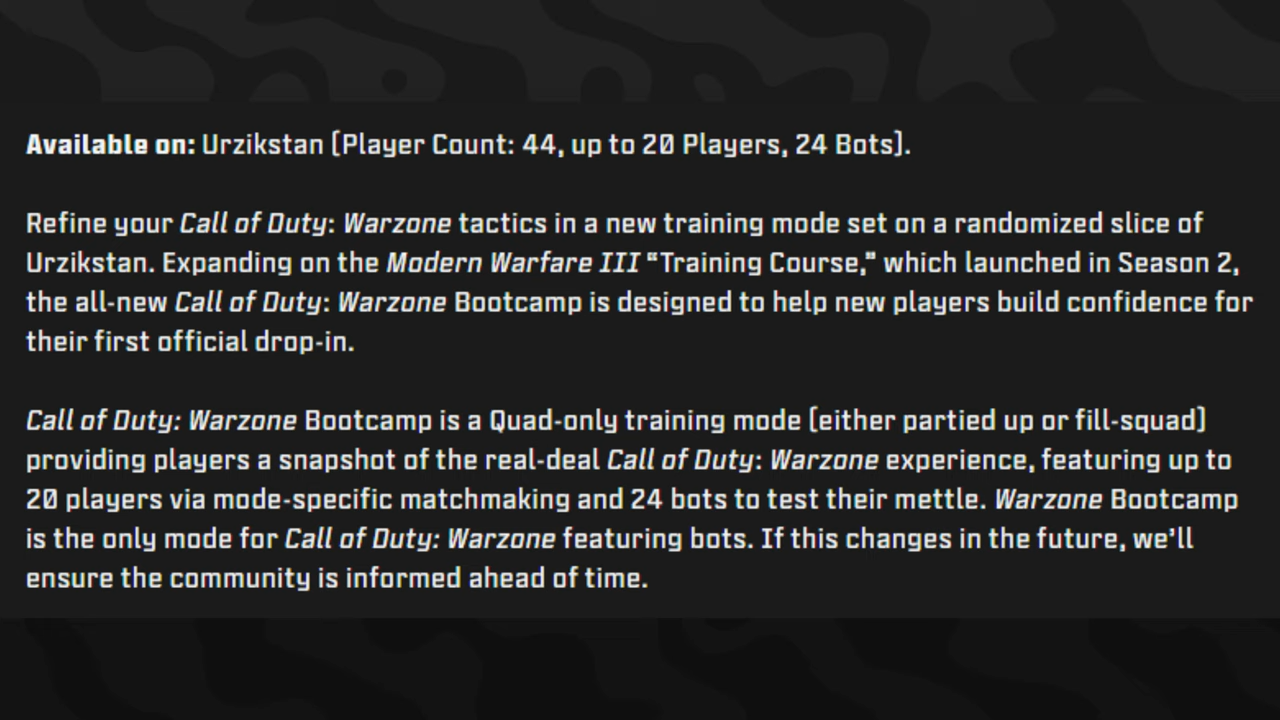 Available on: Urzikstan (Player Count: 44, up to 20 Players, 24 Bots).
Refine your Call of Duty: Warzone tactics in a new training mode set on a randomized slice of
Urzikstan. Expanding on the Modern Warfare III “Training Course,” which launched in Season 2,
the all-new Call of Duty: Warzone Bootcamp is designed to help new players build confidence for
their first official drop-in.
Call of Duty: Warzone Bootcamp is a Quad-only training mode (either partied up or fill-squad)
providing players a snapshot of the real-deal Call of Duty: Warzone experience, featuring up to
20 players via mode-specific matchmaking and 24 bots to test their mettle. Warzone Bootcamp
is the only mode for Call of Duty: Warzone featuring bots. If this changes in the future, we’ll
ensure the community is informed ahead of time.